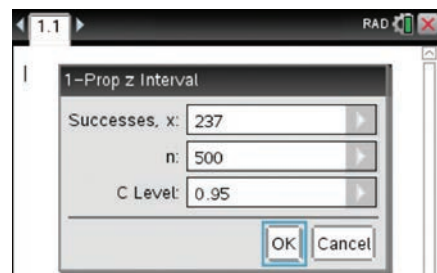 1.1 RAD
1-Prop z Interval
Successes, x: 237
n: 500
C Level: 0.95
OK Cancel